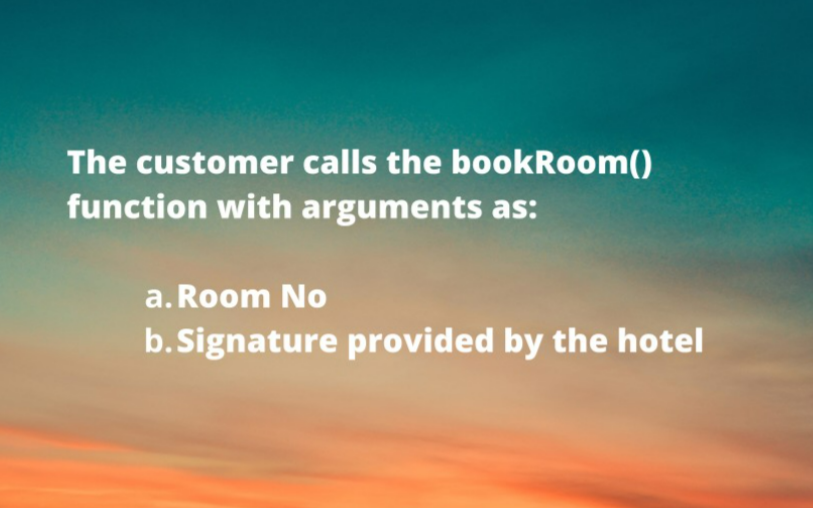 The customer calls the bookRoom()
function with arguments as:
a. Room No
b. Signature provided by the hotel